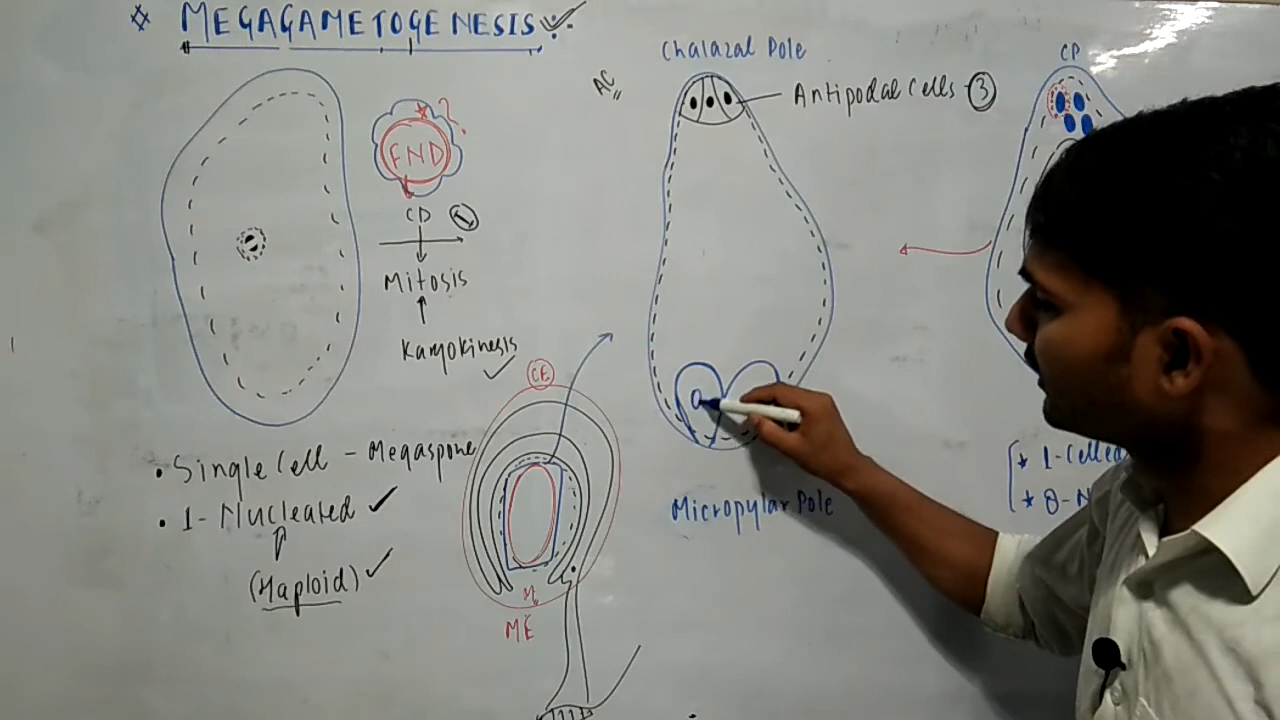 MEGAGAMETOGENESIS
FND
?
CD 1
Mitosis
Karyokinesis
• Single Cell - Megaspore
• 1- Nucleated
(Haploid)
CE
M
ME
AC
Chalazal Pole
Antipodal Cells - 3
Micropylar Pole
CP
* 1-Celled
* 8-N